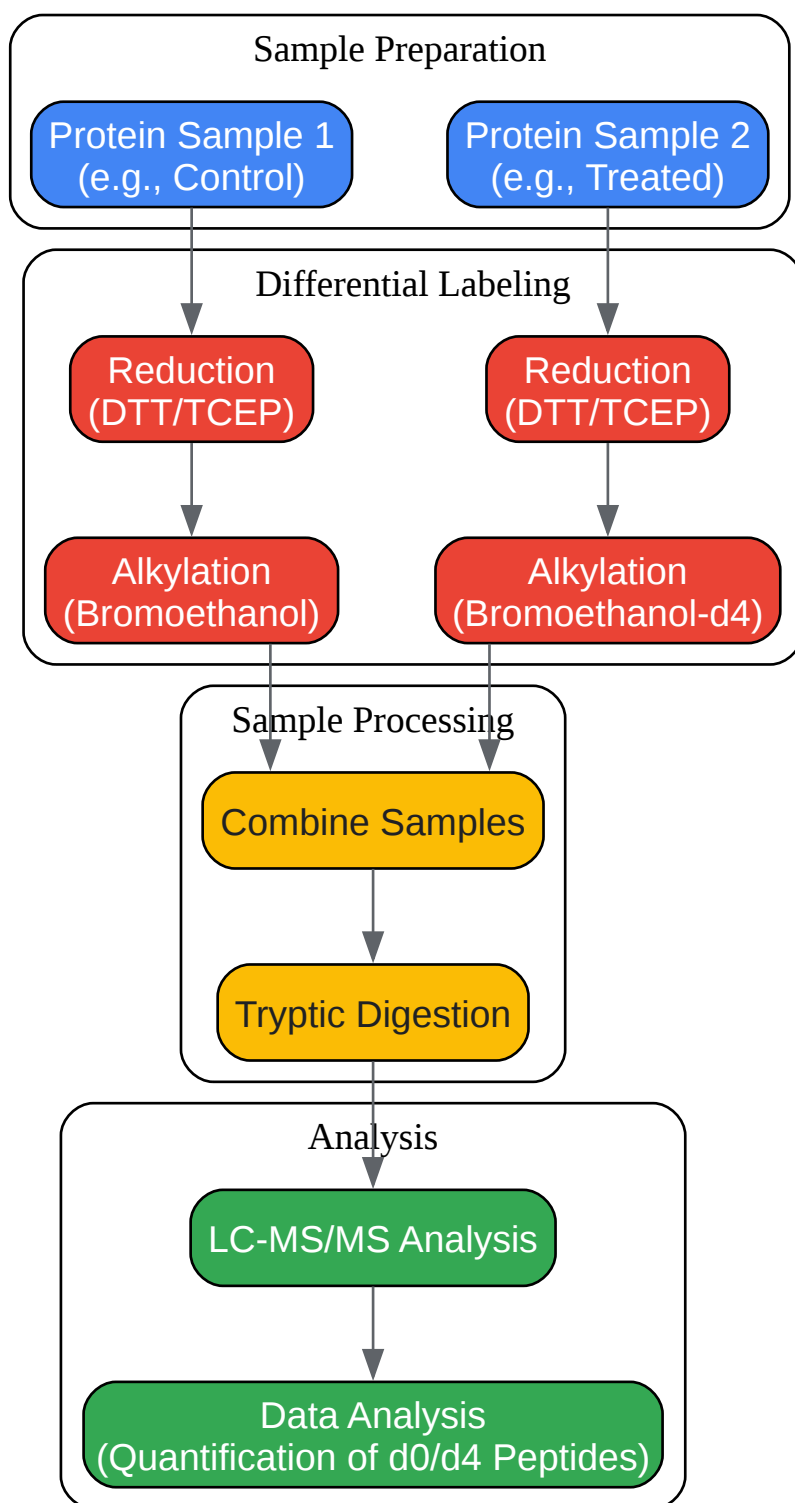 Sample Preparation
Protein Sample 1
(e.g., Control)
Protein Sample 2
(e.g., Treated)
Differential Labeling
Reduction
(DTT/TCEP)
Reduction
(DTT/TCEP)
Alkylation
(Bromoethanol)
Alkylation
(Bromoethanol-d4)
Sample Processing
Combine Samples
Tryptic Digestion
Analysis
LC-MS/MS Analysis
Data Analysis
(Quantification of d0/d4 Peptides)